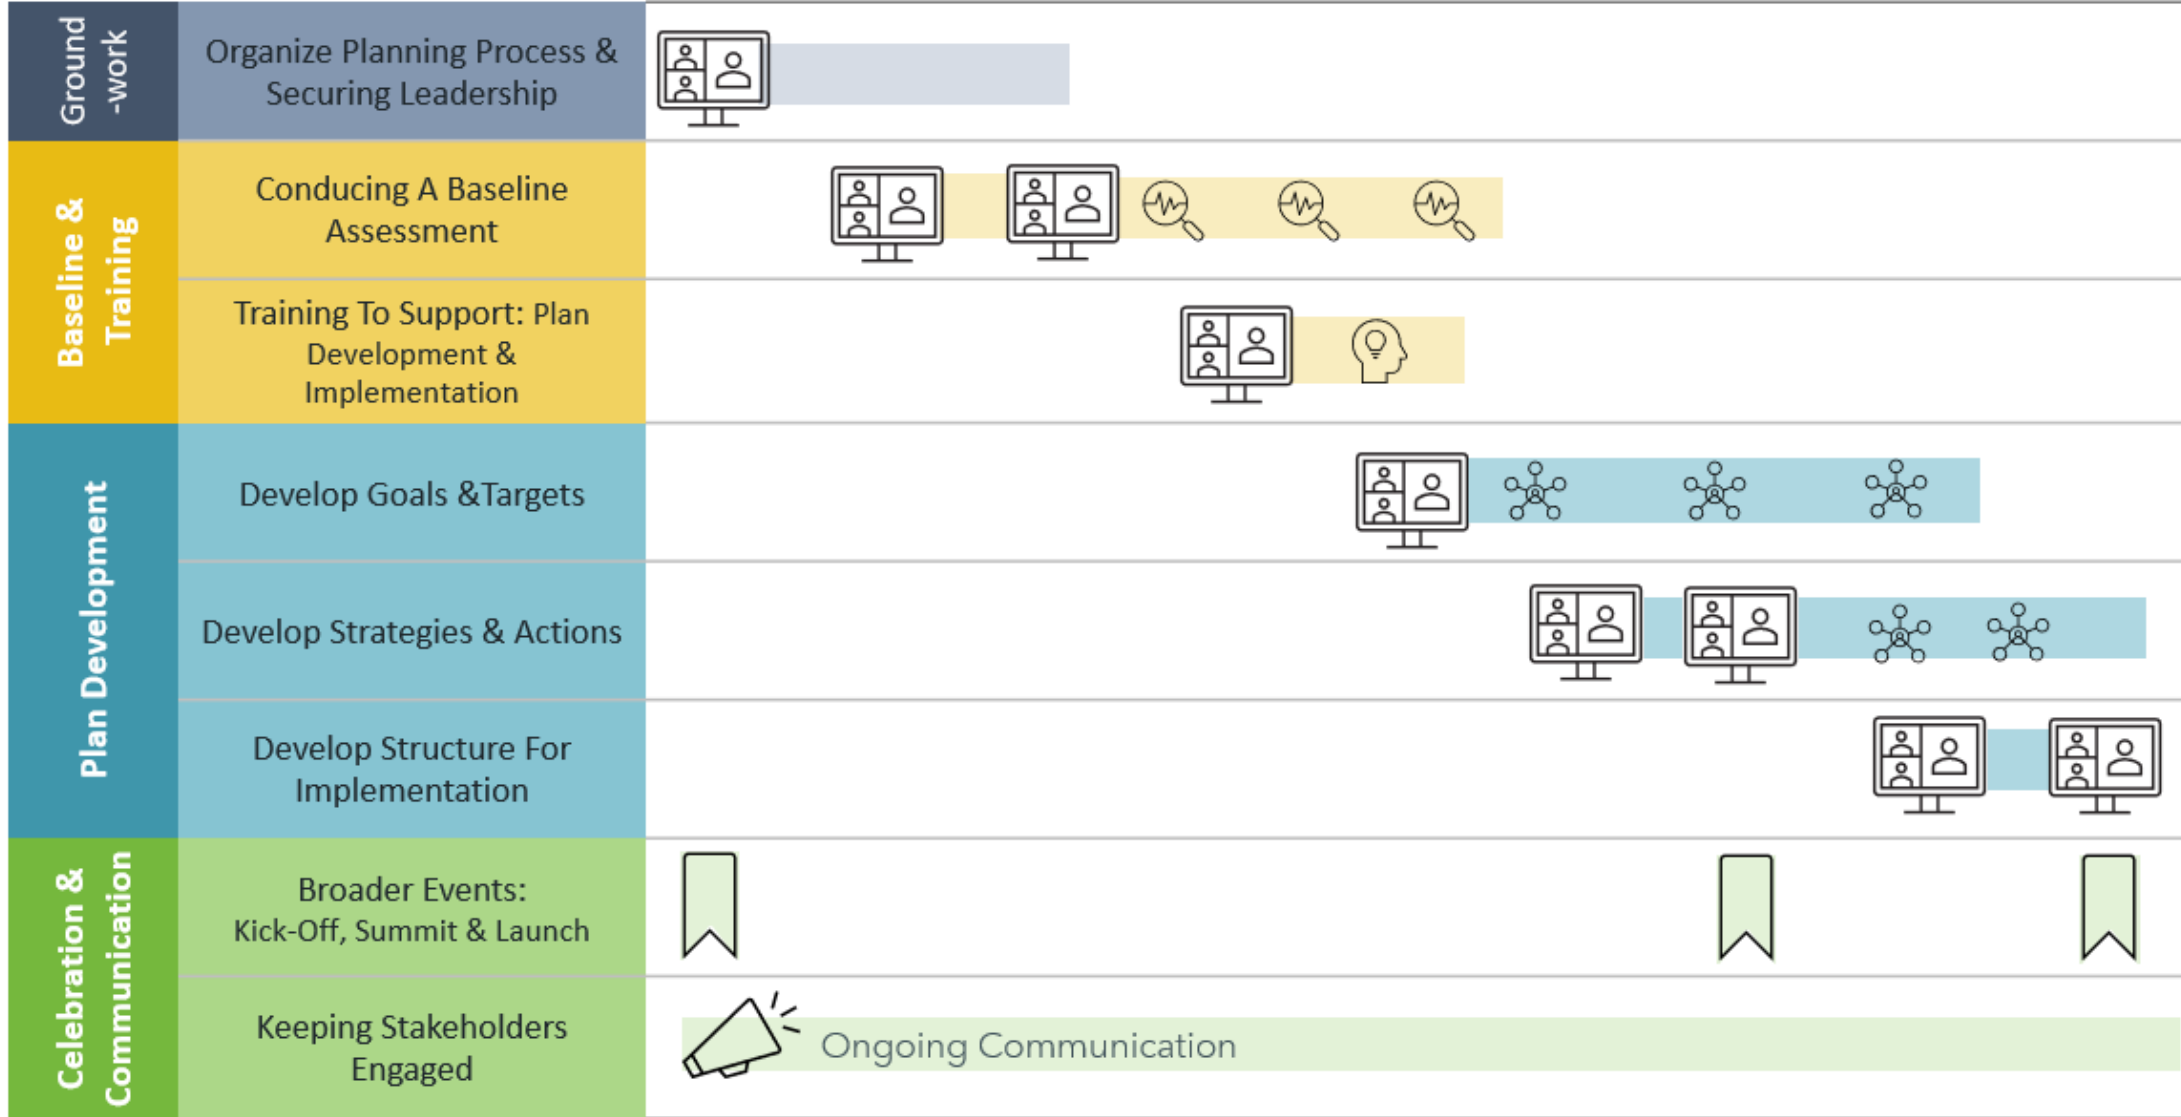 Ground
-work
Organize Planning Process &
Securing Leadership
Baseline &
Training
Conducing A Baseline
Assessment
Training To Support: Plan
Development &
Implementation
Plan Development
Develop Goals &Targets
Develop Strategies & Actions
Develop Structure For
Implementation
Celebration &
Communication
Broader Events:
Kick-Off, Summit & Launch
Keeping Stakeholders
Engaged
Ongoing Communication